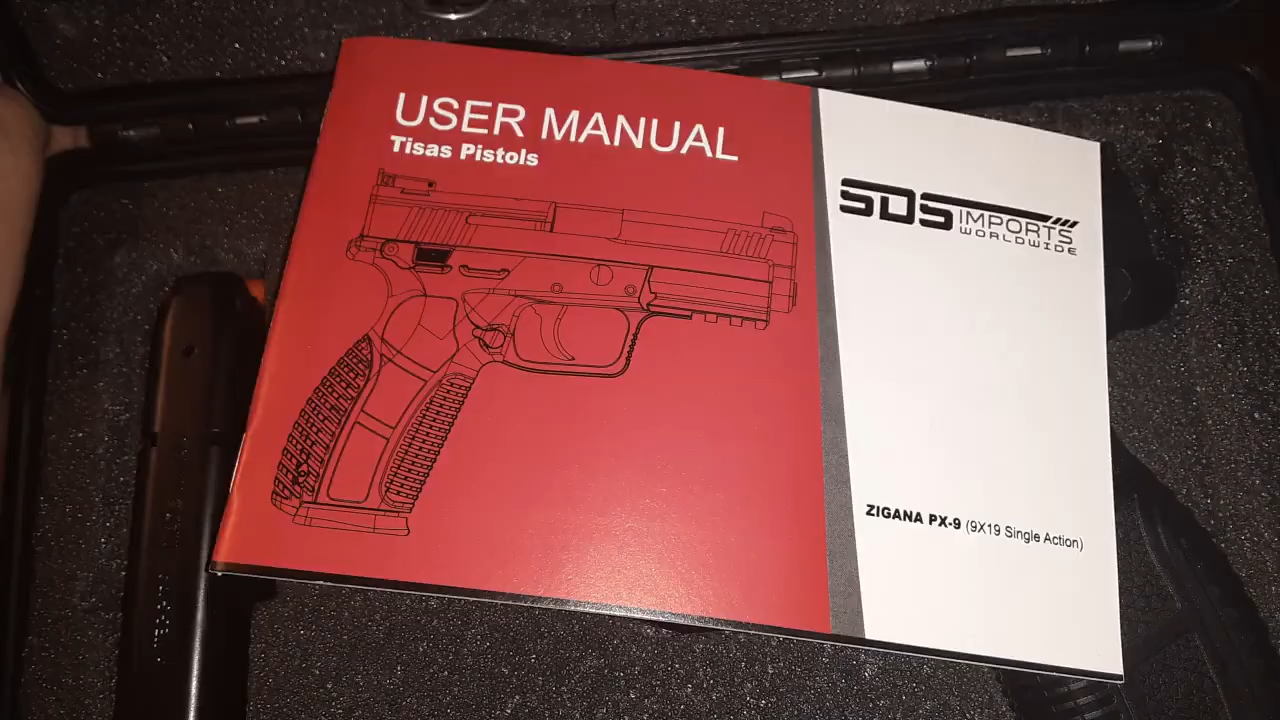 USER MANUAL
Tisas Pistols
SDS IMPORTS
WORLDWIDE
ZIGANA PX-9 (9X19 Single Action)